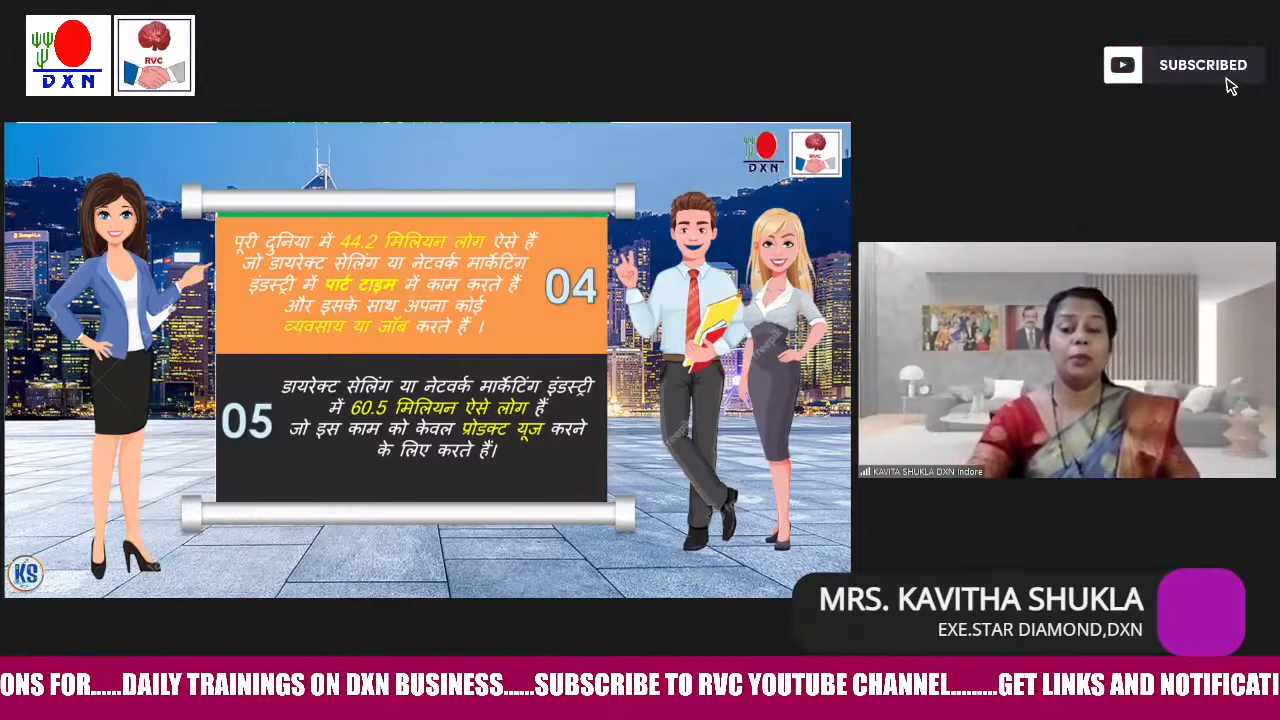 DXN
RVC
SUBSCRIBED
DXN
RVC
पूरी दुनिया में 44.2 मिलियन लोग ऐसे हैं
जो डायरेक्ट सेलिंग या नेटवर्क मार्केटिंग
इंडस्ट्री में पार्ट टाइम में काम करते हैं
और इसके साथ अपना कोई
व्यवसाय या जॉब करते हैं ।
04
डायरेक्ट सेलिंग या नेटवर्क मार्केटिंग इंडस्ट्री
में 60.5 मिलियन ऐसे लोग हैं
जो इस काम को केवल प्रोडक्ट यूज करने
के लिए करते हैं।
05
freepik
freepik
KS
KAVITA SHUKLA DXN Indore
MRS. KAVITHA SHUKLA
EXE.STAR DIAMOND,DXN
ONS FOR......DAILY TRAININGS ON DXN BUSINESS......SUBSCRIBE TO RVC YOUTUBE CHANNEL.........GET LINKS AND NOTIFICATI